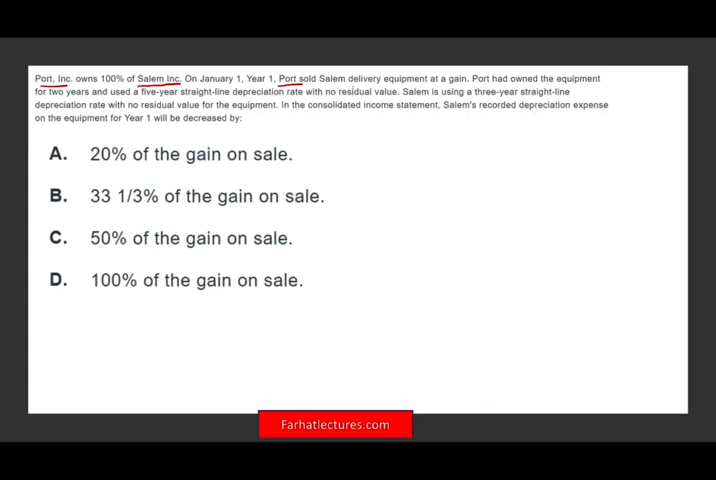 Port, Inc. owns 100% of Salem Inc. On January 1, Year 1, Port sold Salem delivery equipment at a gain. Port had owned the equipment
for two years and used a five-year straight-line depreciation rate with no residual value. Salem is using a three-year straight-line
depreciation rate with no residual value for the equipment. In the consolidated income statement, Salem's recorded depreciation expense
on the equipment for Year 1 will be decreased by:
A. 20% of the gain on sale.
B. 33 1/3% of the gain on sale.
C. 50% of the gain on sale.
D. 100% of the gain on sale.
Farhatlectures.com